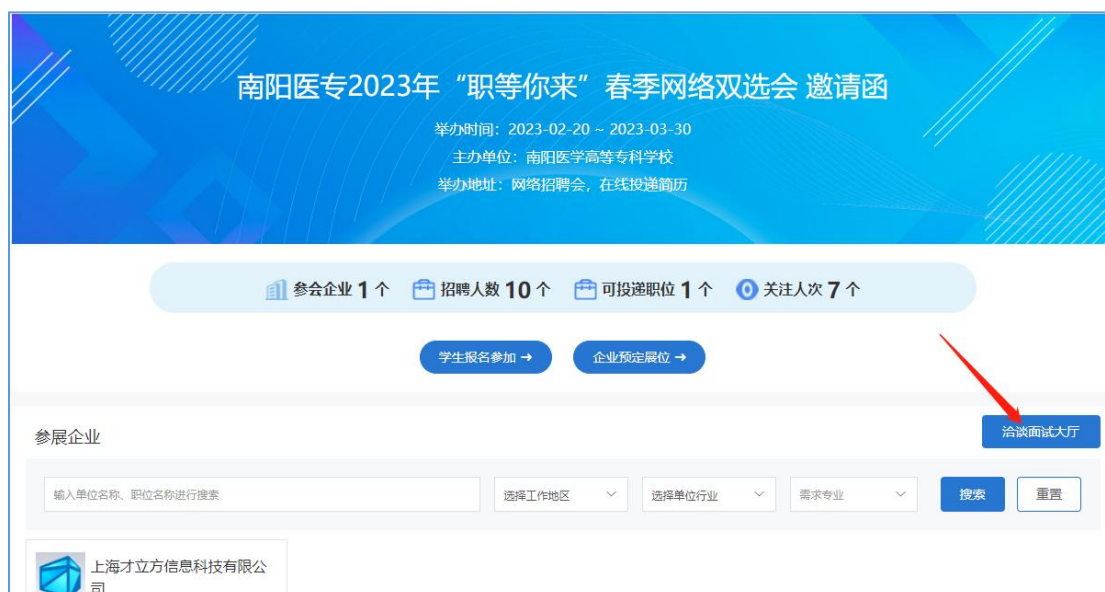 南阳医专2023年“职等你来”春季网络双选会 邀请函
举办时间：2023-02-20 ~ 2023-03-30
主办单位：南阳医学高等专科学校
举办地址：网络招聘会，在线投递简历
参会企业 1 个 招聘人数 10 个 可投递职位 1 个 关注人次 7 个
学生报名参加 → 企业预定展位 →
参展企业 洽谈面试大厅
输入单位名称、职位名称进行搜索 选择工作地区 选择单位行业 需求专业 搜索 重置
上海才立方信息科技有限公
司